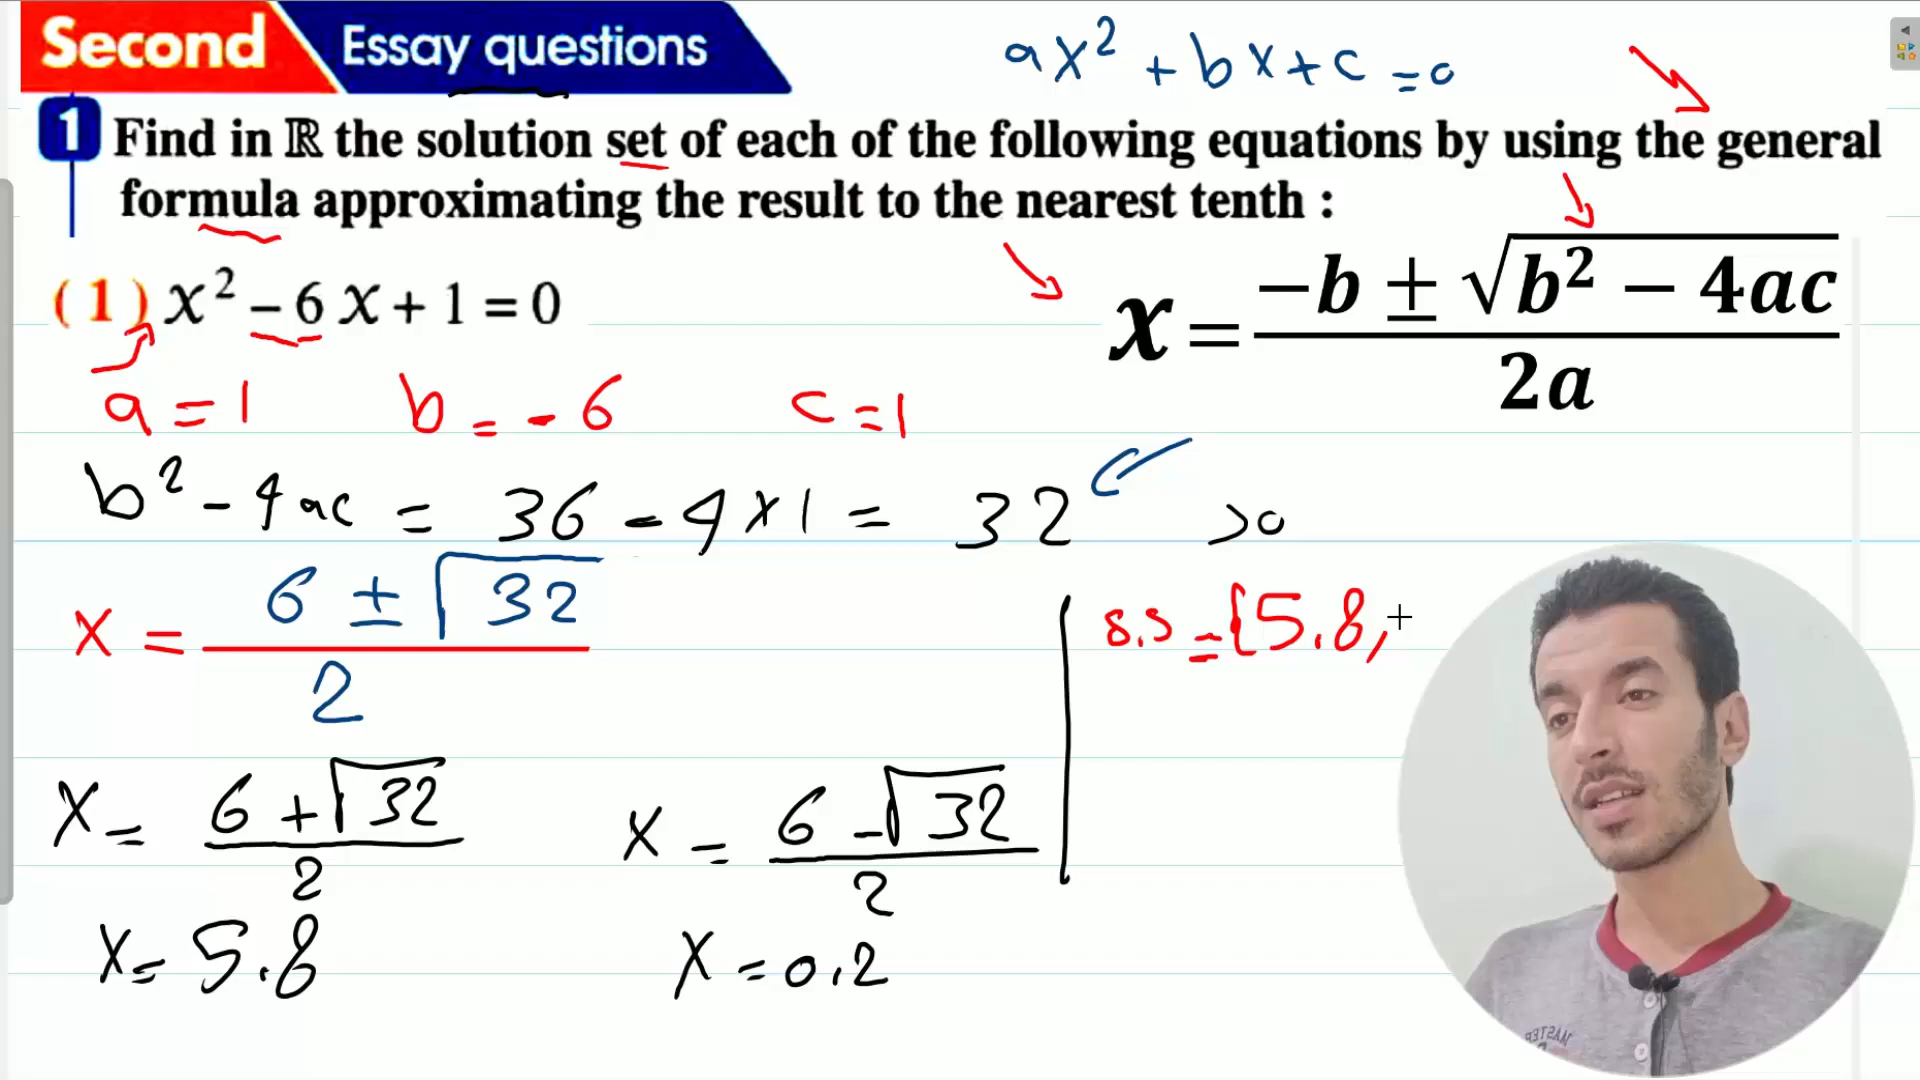 Second Essay questions
ax² + bx + c = 0
1 Find in ℝ the solution set of each of the following equations by using the general
formula approximating the result to the nearest tenth :
(1) x² – 6 x + 1 = 0
x = (−b ± √(b² − 4ac)) / 2a
a = 1 b = - 6 c = 1
b² - 4ac = 36 - 4 × 1 = 32 > 0
x = (6 ± √32) / 2
S.S = {5.8,
x = (6 + √32) / 2 x = (6 - √32) / 2
x = 5.8 x = 0.2